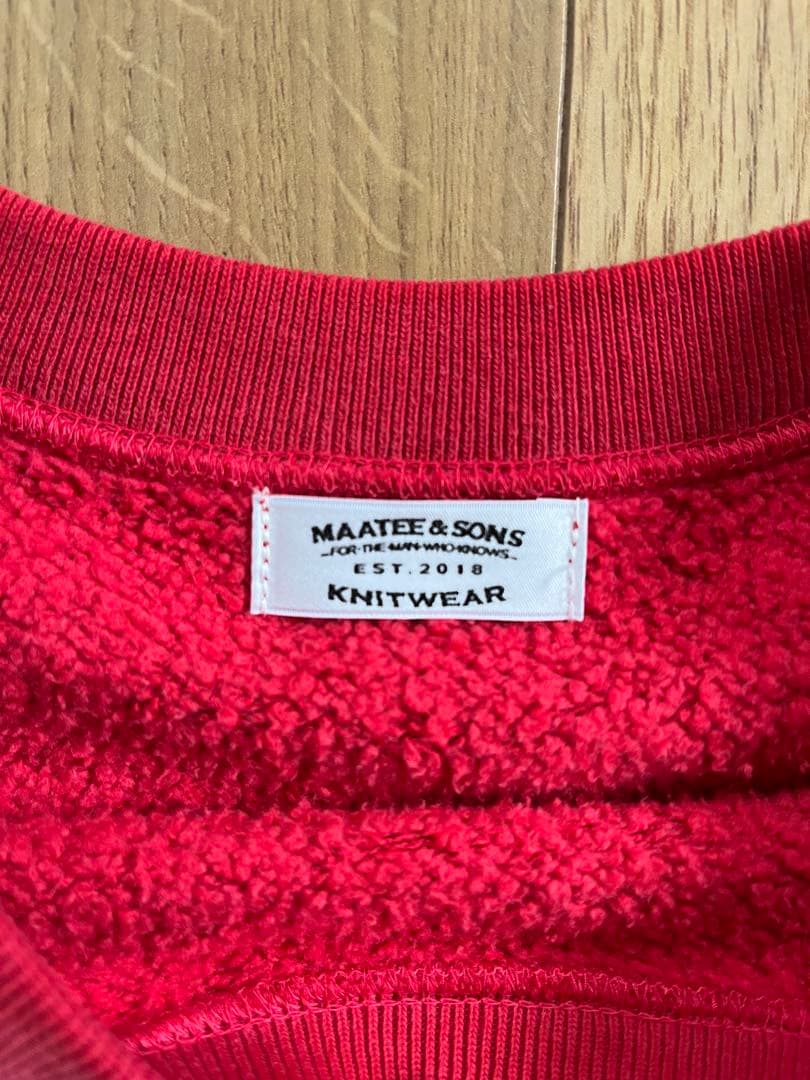 MAATEE & SONS
-FOR·THE·MAN·WHO·KNOWS-
EST. 2018
KNITWEAR